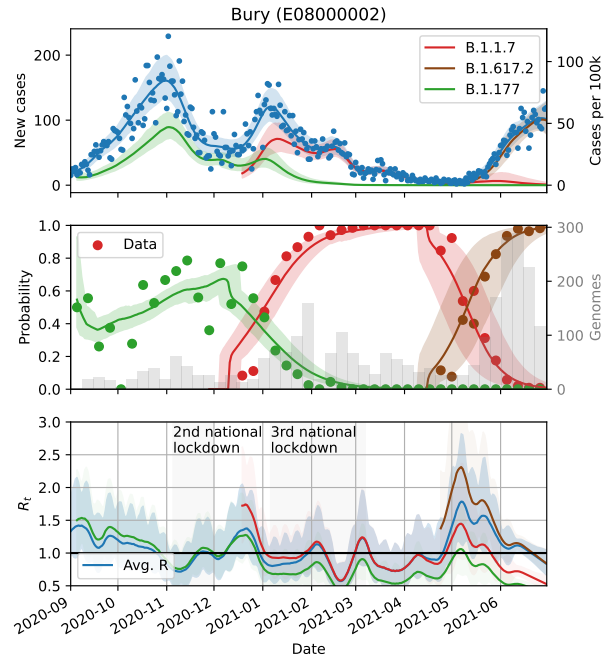 Bury (E08000002)
New cases
200
100
0
B.1.1.7
B.1.617.2
B.1.177
100
50
0
Cases per 100k
Probability
1.0
0.8
0.6
0.4
0.2
0.0
Data
300
200
100
0
Genomes
Rt
3.0
2.5
2.0
1.5
1.0
0.5
2nd national
lockdown
3rd national
lockdown
Avg. R
2020-09
2020-10
2020-11
2020-12
2021-01
2021-02
2021-03
2021-04
2021-05
2021-06
Date